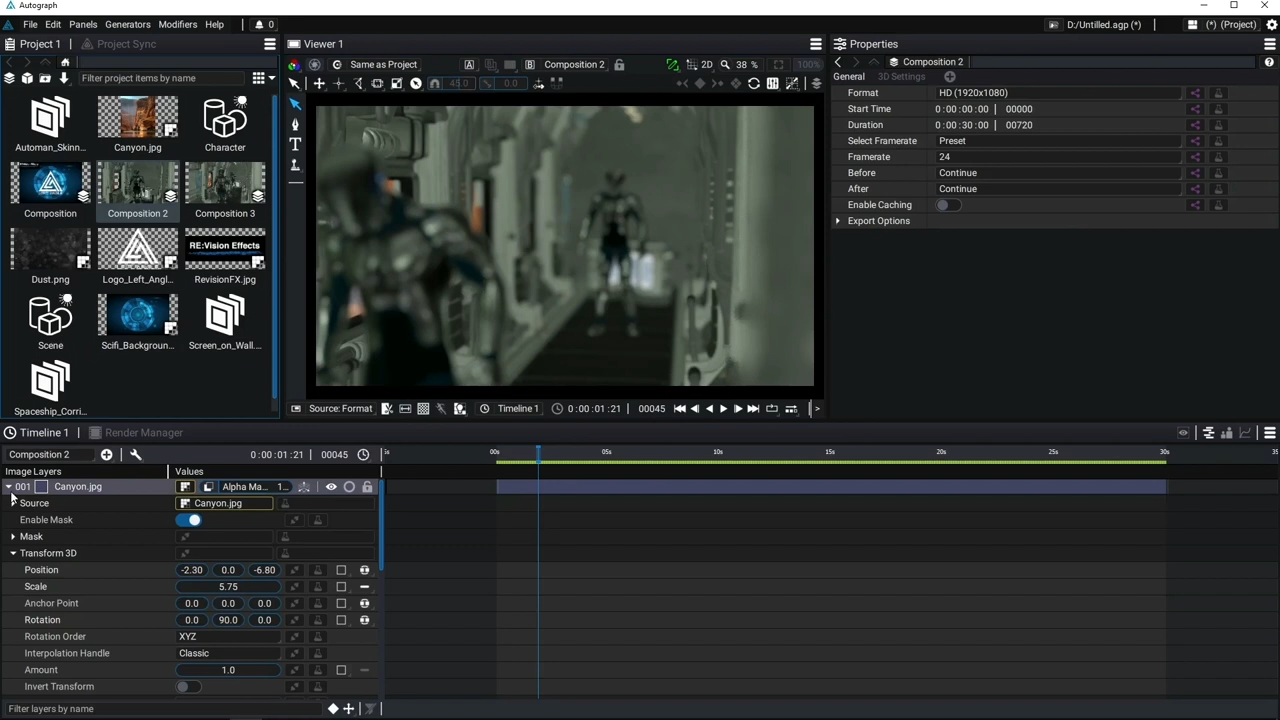 Autograph
File Edit Panels Generators Modifiers Help 0 D:/Untitled.agp (*) (*) (Project)
Project 1 Project Sync
Viewer 1
Properties
Same as Project A B Composition 2 2D 38 % 100%
Composition 2
Filter project items by name
45.0 0.0
General 3D Settings
Format HD (1920x1080)
Start Time 0:00:00:00 00000
Duration 0:00:30:00 00720
Select Framerate Preset
Framerate 24
Before Continue
After Continue
Enable Caching
Export Options
T
Automan_Skinn... Canyon.jpg Character
Composition Composition 2 Composition 3
RE:Vision Effects
Dust.png Logo_Left_Angl... RevisionFX.jpg
Scene Scifi_Backgroun... Screen_on_Wall...
Spaceship_Corri...
Source: Format Timeline 1 0:00:01:21 00045
Timeline 1 Render Manager
Composition 2 0:00:01:21 00045
00s 05s 10s 15s 20s 25s 30s 35
Image Layers Values
001 Canyon.jpg Alpha Ma... 1...
Source Canyon.jpg
Enable Mask
Mask
Transform 3D
Position -2.30 0.0 -6.80
Scale 5.75
Anchor Point 0.0 0.0 0.0
Rotation 0.0 90.0 0.0
Rotation Order XYZ
Interpolation Handle Classic
Amount 1.0
Invert Transform
Filter layers by name